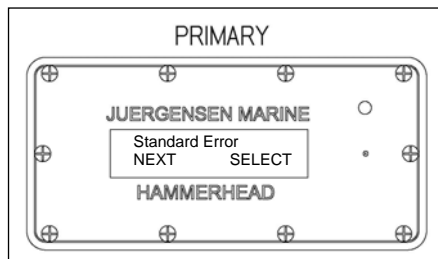 PRIMARY
JUERGENSEN MARINE
Standard Error
NEXT SELECT
HAMMERHEAD